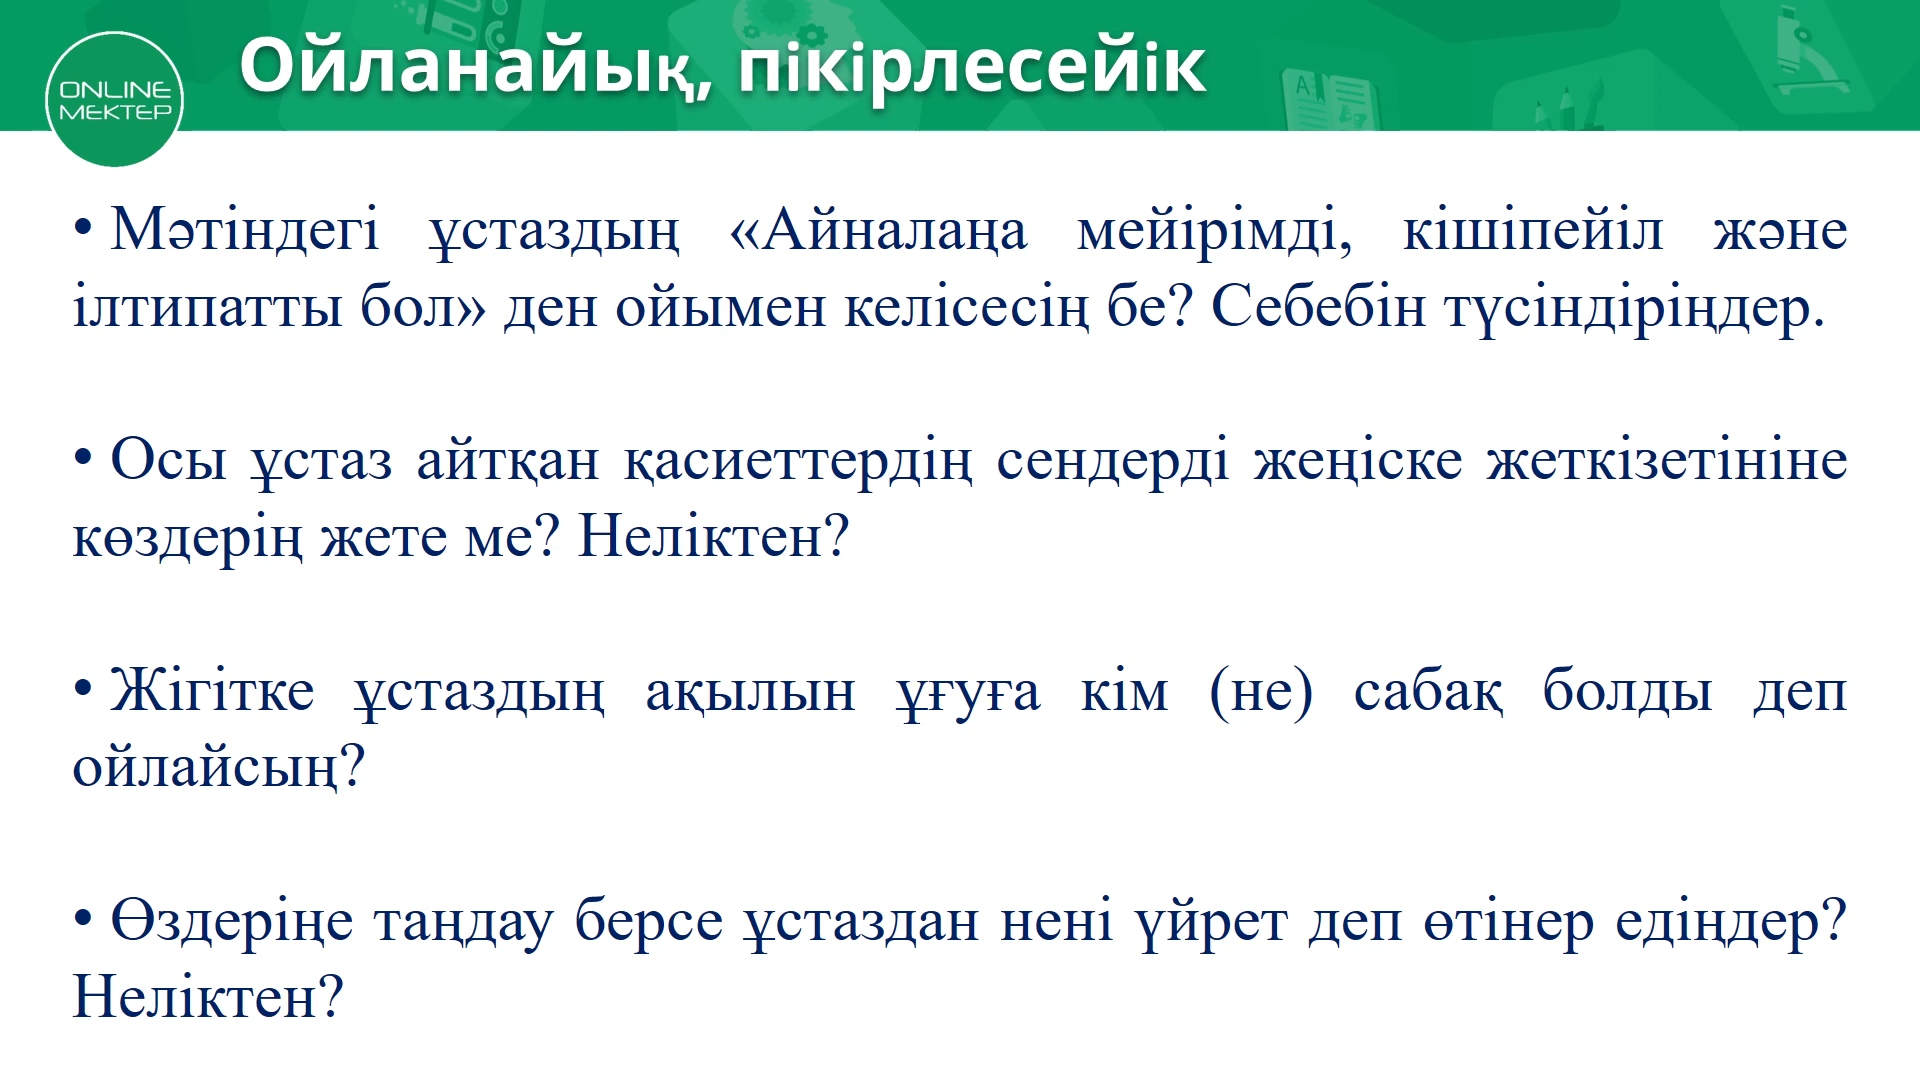 Ойланайық, пікірлесейік
ONLINE
МЕКТЕР
• Мәтіндегі ұстаздың «Айналаңа мейірімді, кішіпейіл және
ілтипатты бол» ден ойымен келісесің бе? Себебін түсіндіріңдер.
• Осы ұстаз айтқан қасиеттердің сендерді жеңіске жеткізетініне
көздерің жете ме? Неліктен?
• Жігітке ұстаздың ақылын ұғуға кім (не) сабақ болды деп
ойлайсың?
• Өздеріңе таңдау берсе ұстаздан нені үйрет деп өтінер едіңдер?
Неліктен?